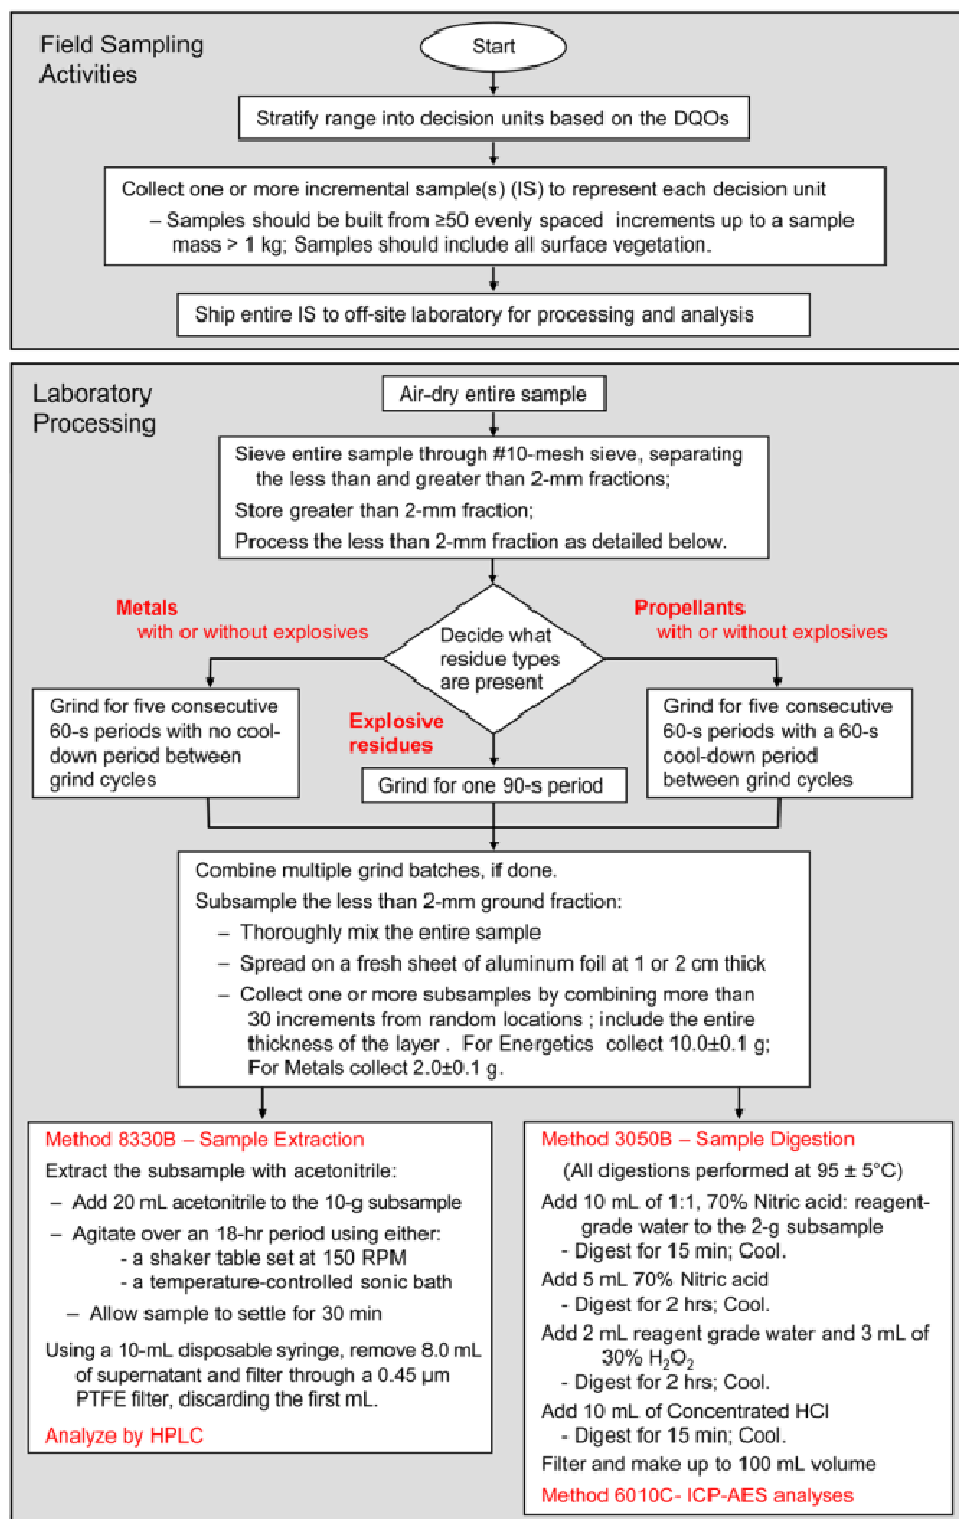 Field Sampling
Activities
Start
Stratify range into decision units based on the DQOs
Collect one or more incremental sample(s) (IS) to represent each decision unit
– Samples should be built from ≥50 evenly spaced increments up to a sample
mass > 1 kg; Samples should include all surface vegetation.
Ship entire IS to off-site laboratory for processing and analysis
Laboratory
Processing
Air-dry entire sample
Sieve entire sample through #10-mesh sieve, separating
the less than and greater than 2-mm fractions;
Store greater than 2-mm fraction;
Process the less than 2-mm fraction as detailed below.
Metals
with or without explosives
Propellants
with or without explosives
Decide what
residue types
are present
Explosive
residues
Grind for five consecutive
60-s periods with no cool-
down period between
grind cycles
Grind for one 90-s period
Grind for five consecutive
60-s periods with a 60-s
cool-down period
between grind cycles
Combine multiple grind batches, if done.
Subsample the less than 2-mm ground fraction:
– Thoroughly mix the entire sample
– Spread on a fresh sheet of aluminum foil at 1 or 2 cm thick
– Collect one or more subsamples by combining more than
30 increments from random locations ; include the entire
thickness of the layer . For Energetics collect 10.0±0.1 g;
For Metals collect 2.0±0.1 g.
Method 8330B – Sample Extraction
Extract the subsample with acetonitrile:
– Add 20 mL acetonitrile to the 10-g subsample
– Agitate over an 18-hr period using either:
- a shaker table set at 150 RPM
- a temperature-controlled sonic bath
– Allow sample to settle for 30 min
Using a 10-mL disposable syringe, remove 8.0 mL
of supernatant and filter through a 0.45 µm
PTFE filter, discarding the first mL.
Analyze by HPLC
Method 3050B – Sample Digestion
(All digestions performed at 95 ± 5°C)
Add 10 mL of 1:1, 70% Nitric acid: reagent-
grade water to the 2-g subsample
- Digest for 15 min; Cool.
Add 5 mL 70% Nitric acid
- Digest for 2 hrs; Cool.
Add 2 mL reagent grade water and 3 mL of
30% H₂O₂
- Digest for 2 hrs; Cool.
Add 10 mL of Concentrated HCl
- Digest for 15 min; Cool.
Filter and make up to 100 mL volume
Method 6010C- ICP-AES analyses